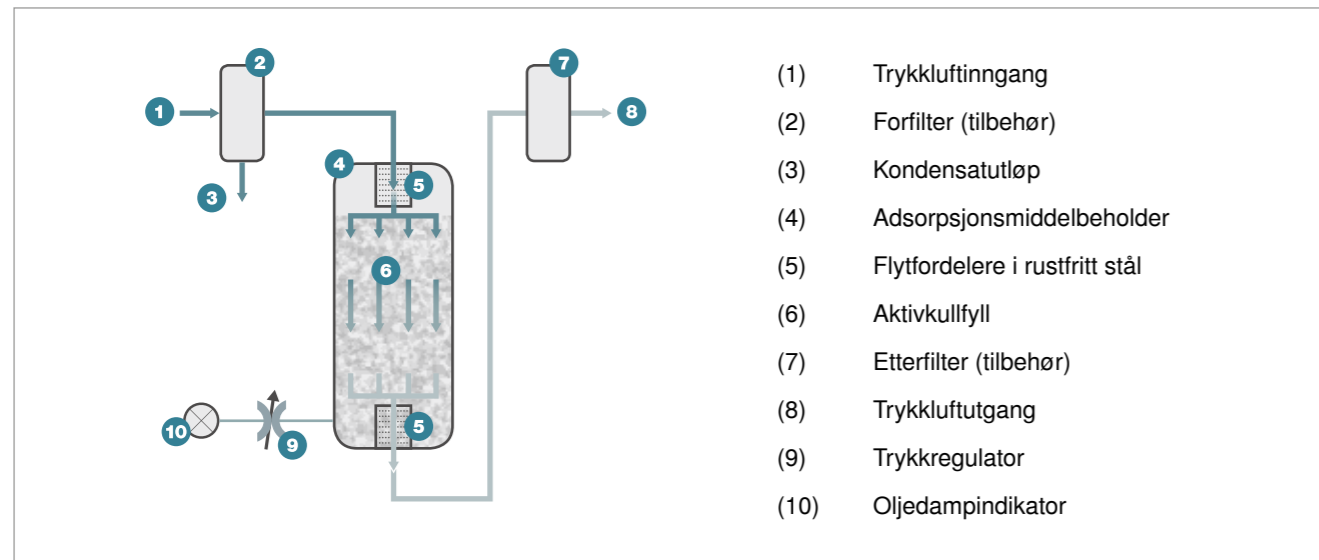 2
7
1
8
4
5
3
6
5
10
9
(1) Trykkluftinngang
(2) Forfilter (tilbehør)
(3) Kondensatutløp
(4) Adsorpsjonsmiddelbeholder
(5) Flytfordelere i rustfritt stål
(6) Aktivkullfyll
(7) Etterfilter (tilbehør)
(8) Trykkluftutgang
(9) Trykkregulator
(10) Oljedampindikator